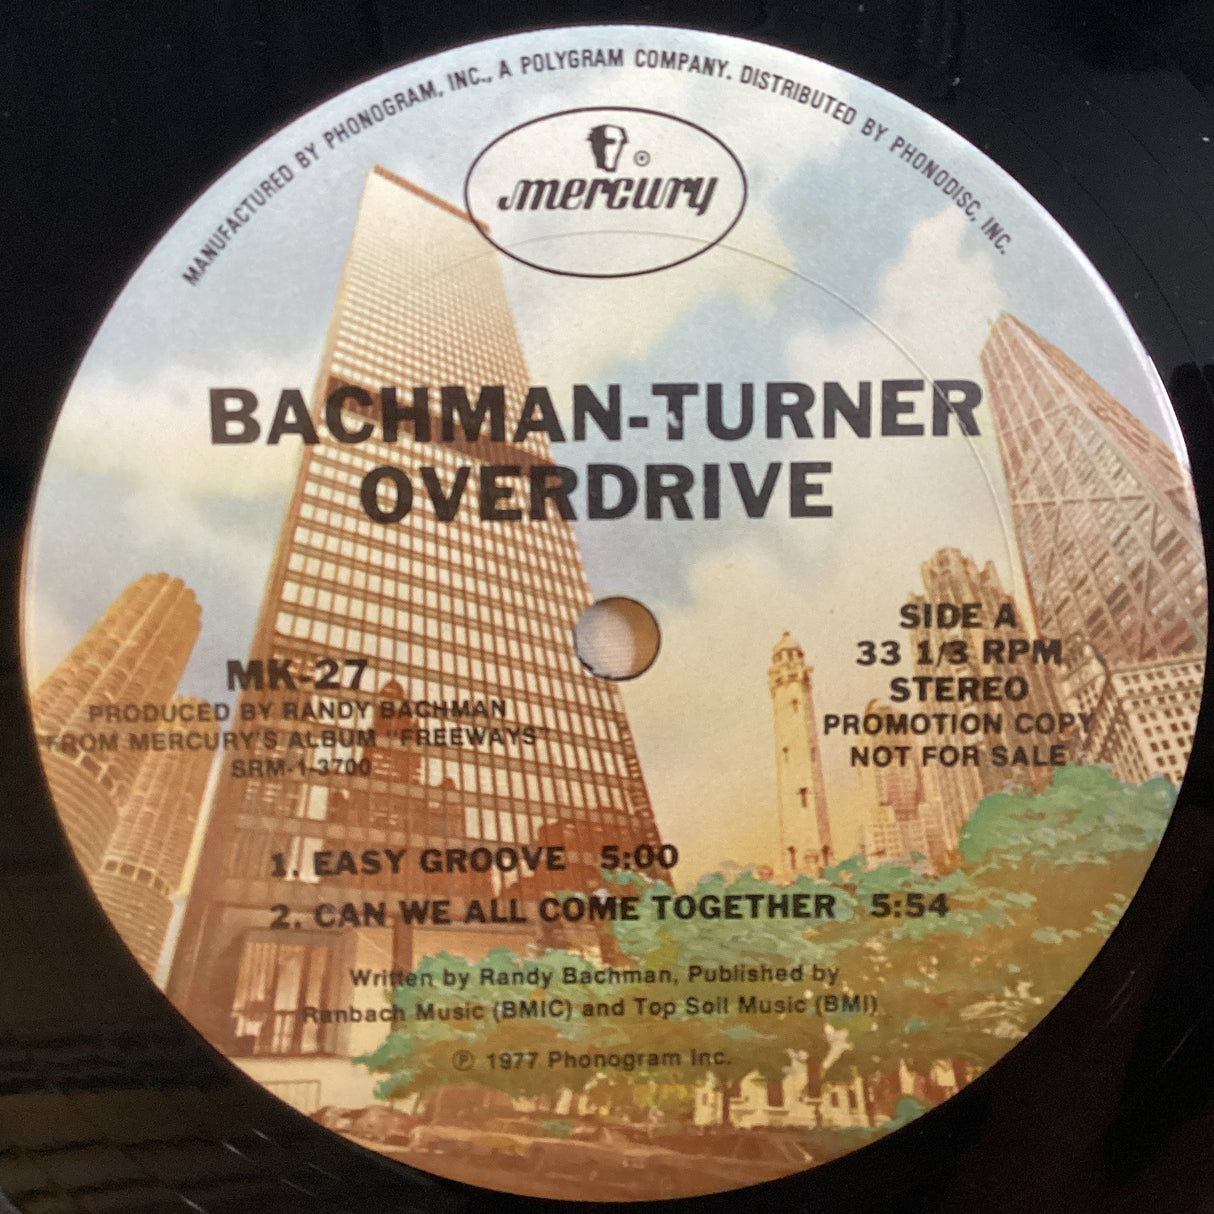 MANUFACTURED BY PHONOGRAM, INC., A POLYGRAM COMPANY. DISTRIBUTED BY PHONODISC, INC.
mercury ®
BACHMAN-TURNER
OVERDRIVE
MK-27
PRODUCED BY RANDY BACHMAN
FROM MERCURY'S ALBUM "FREEWAYS"
SRM-1-3700
SIDE A
33 1/3 RPM
STEREO
PROMOTION COPY
NOT FOR SALE
1. EASY GROOVE 5:00
2. CAN WE ALL COME TOGETHER 5:54
Written by Randy Bachman, Published by
Ranbach Music (BMIC) and Top Soil Music (BMI)
℗ 1977 Phonogram Inc.